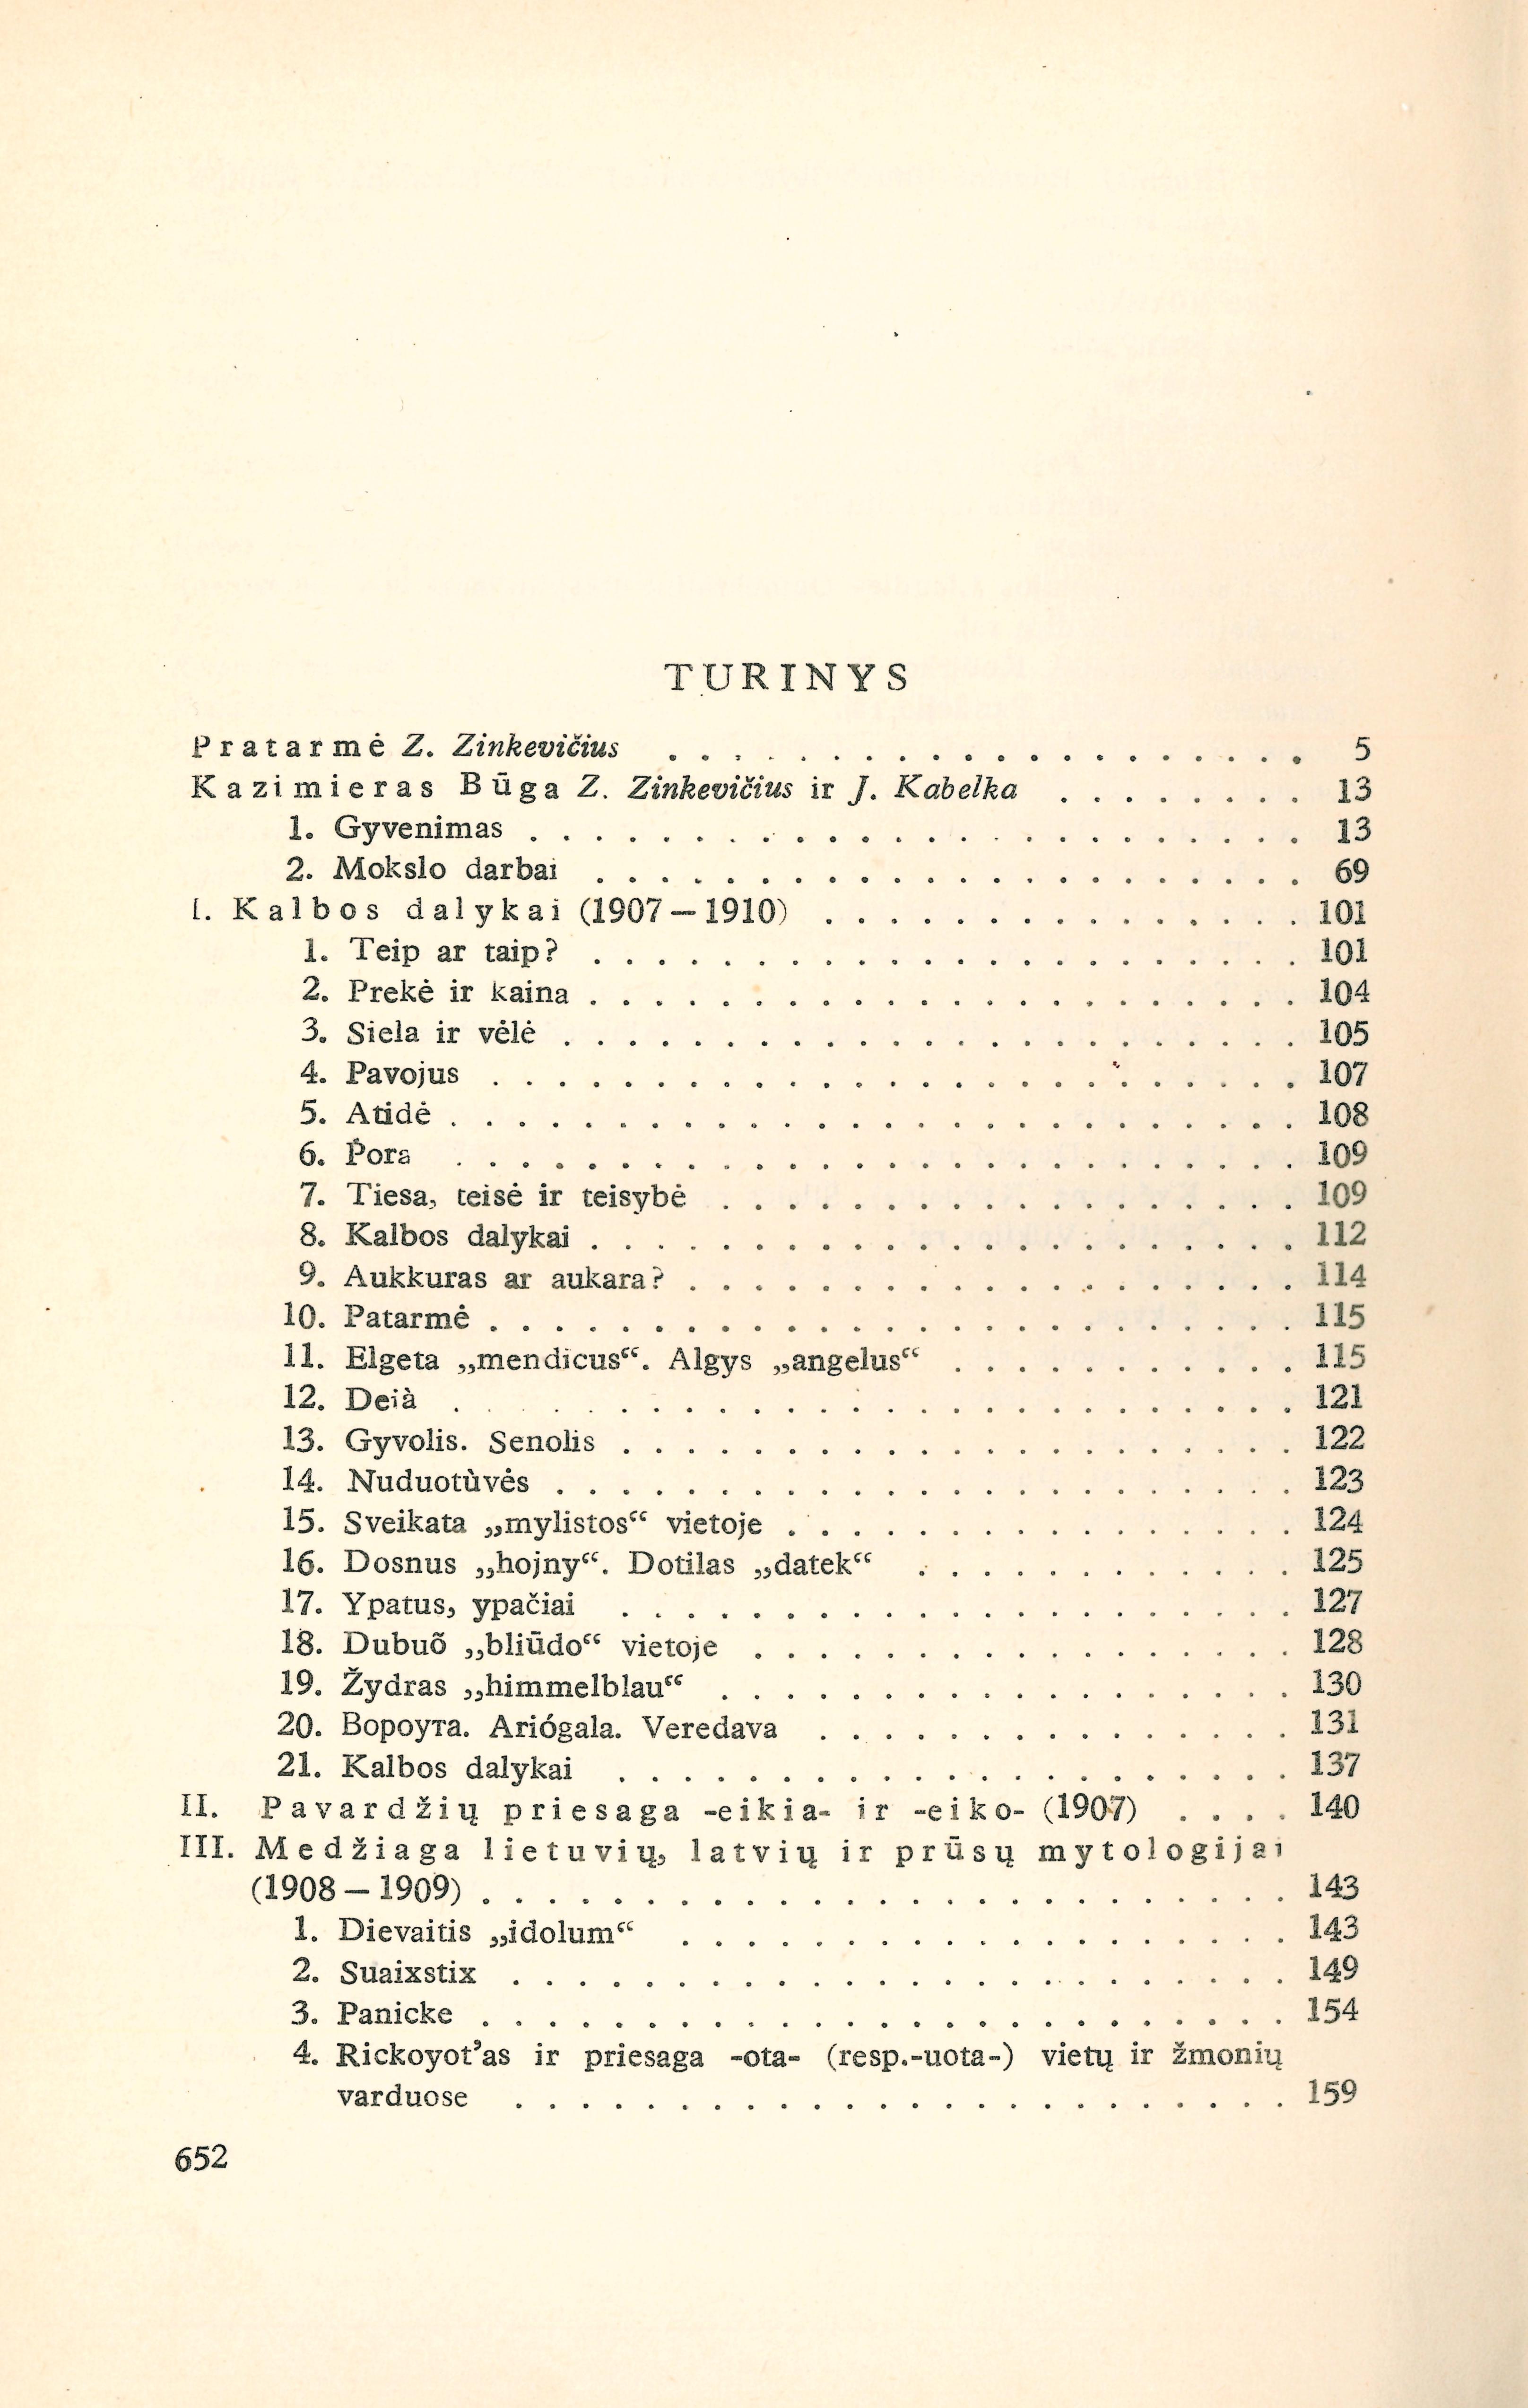 TURINYS
Pratarmė Z. Zinkevičius . . . . . . . . . . . . . . . . . . . . 5
Kazimieras Būga Z. Zinkevičius ir J. Kabelka . . . . . . . . 13
1. Gyvenimas . . . . . . . . . . . . . . . . . . . . . . . . 13
2. Mokslo darbai . . . . . . . . . . . . . . . . . . . . . . 69
I. Kalbos dalykai (1907 – 1910) . . . . . . . . . . . . . . . 101
1. Teip ar taip? . . . . . . . . . . . . . . . . . . . . . . 101
2. Prekė ir kaina . . . . . . . . . . . . . . . . . . . . . . 104
3. Siela ir vėlė . . . . . . . . . . . . . . . . . . . . . . . 105
4. Pavojus . . . . . . . . . . . . . . . . . . . . . . . . . 107
5. Atidė . . . . . . . . . . . . . . . . . . . . . . . . . . 108
6. Pora . . . . . . . . . . . . . . . . . . . . . . . . . . 109
7. Tiesa, teisė ir teisybė . . . . . . . . . . . . . . . . . . 109
8. Kalbos dalykai . . . . . . . . . . . . . . . . . . . . . . 112
9. Aukkuras ar aukara? . . . . . . . . . . . . . . . . . . . 114
10. Patarmė . . . . . . . . . . . . . . . . . . . . . . . . . 115
11. Elgeta „mendicus“. Algys „angelus“ . . . . . . . . . . . 115
12. Deià . . . . . . . . . . . . . . . . . . . . . . . . . . 121
13. Gyvolis. Senolis . . . . . . . . . . . . . . . . . . . . . 122
14. Nuduotùvės . . . . . . . . . . . . . . . . . . . . . . . 123
15. Sveikata „mylistos“ vietoje . . . . . . . . . . . . . . . . 124
16. Dosnus „hojny“. Dotilas „datek“ . . . . . . . . . . . . 125
17. Ypatus, ypačiai . . . . . . . . . . . . . . . . . . . . . 127
18. Dubuõ „bliūdo“ vietoje . . . . . . . . . . . . . . . . . 128
19. Žydras „himmelblau“ . . . . . . . . . . . . . . . . . . 130
20. Вороута. Ariógala. Veredava . . . . . . . . . . . . . . . 131
21. Kalbos dalykai . . . . . . . . . . . . . . . . . . . . . 137
II. Pavardžių priesaga -eikia- ir -eiko- (1907) . . . . 140
III. Medžiaga lietuvių, latvių ir prūsų mytologijai
(1908 – 1909) . . . . . . . . . . . . . . . . . . . . . . . . . 143
1. Dievaitis „idolum“ . . . . . . . . . . . . . . . . . . . 143
2. Suaixstix . . . . . . . . . . . . . . . . . . . . . . . . 149
3. Panicke . . . . . . . . . . . . . . . . . . . . . . . . . 154
4. Rickoyot’as ir priesaga -ota- (resp.-uota-) vietų ir žmonių
varduose . . . . . . . . . . . . . . . . . . . . . . . . 159
652